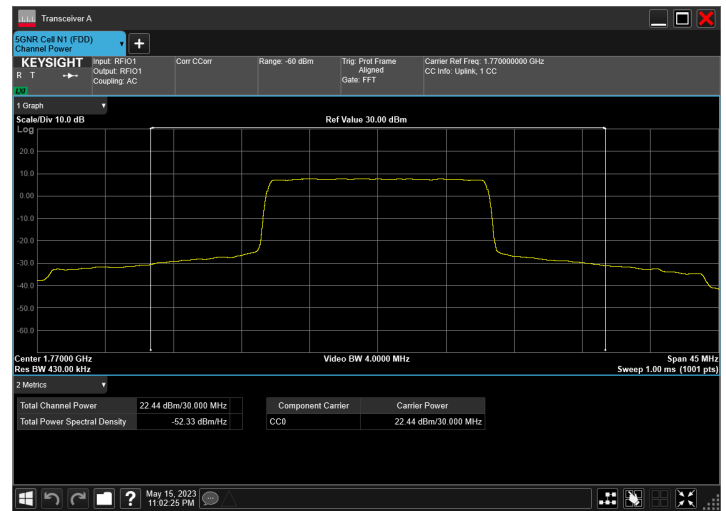 Transceiver A
5GNR Cell N1 (FDD)
Channel Power
KEYSIGHT
R T
LXI
Input: RFIO1
Output: RFIO1
Coupling: AC
Corr CCorr
Range: -60 dBm
Trig: Prot Frame
Aligned
Gate: FFT
Carrier Ref Freq: 1.770000000 GHz
CC Info: Uplink, 1 CC
1 Graph
Scale/Div 10.0 dB
Ref Value 30.00 dBm
Log
20.0
10.0
0.00
-10.0
-20.0
-30.0
-40.0
-50.0
-60.0
Center 1.77000 GHz
Video BW 4.0000 MHz
Span 45 MHz
Res BW 430.00 kHz
Sweep 1.00 ms (1001 pts)
2 Metrics
Total Channel Power 22.44 dBm/30.000 MHz
Total Power Spectral Density -52.33 dBm/Hz
Component Carrier Carrier Power
CC0 22.44 dBm/30.000 MHz
?
May 15, 2023
11:02:25 PM